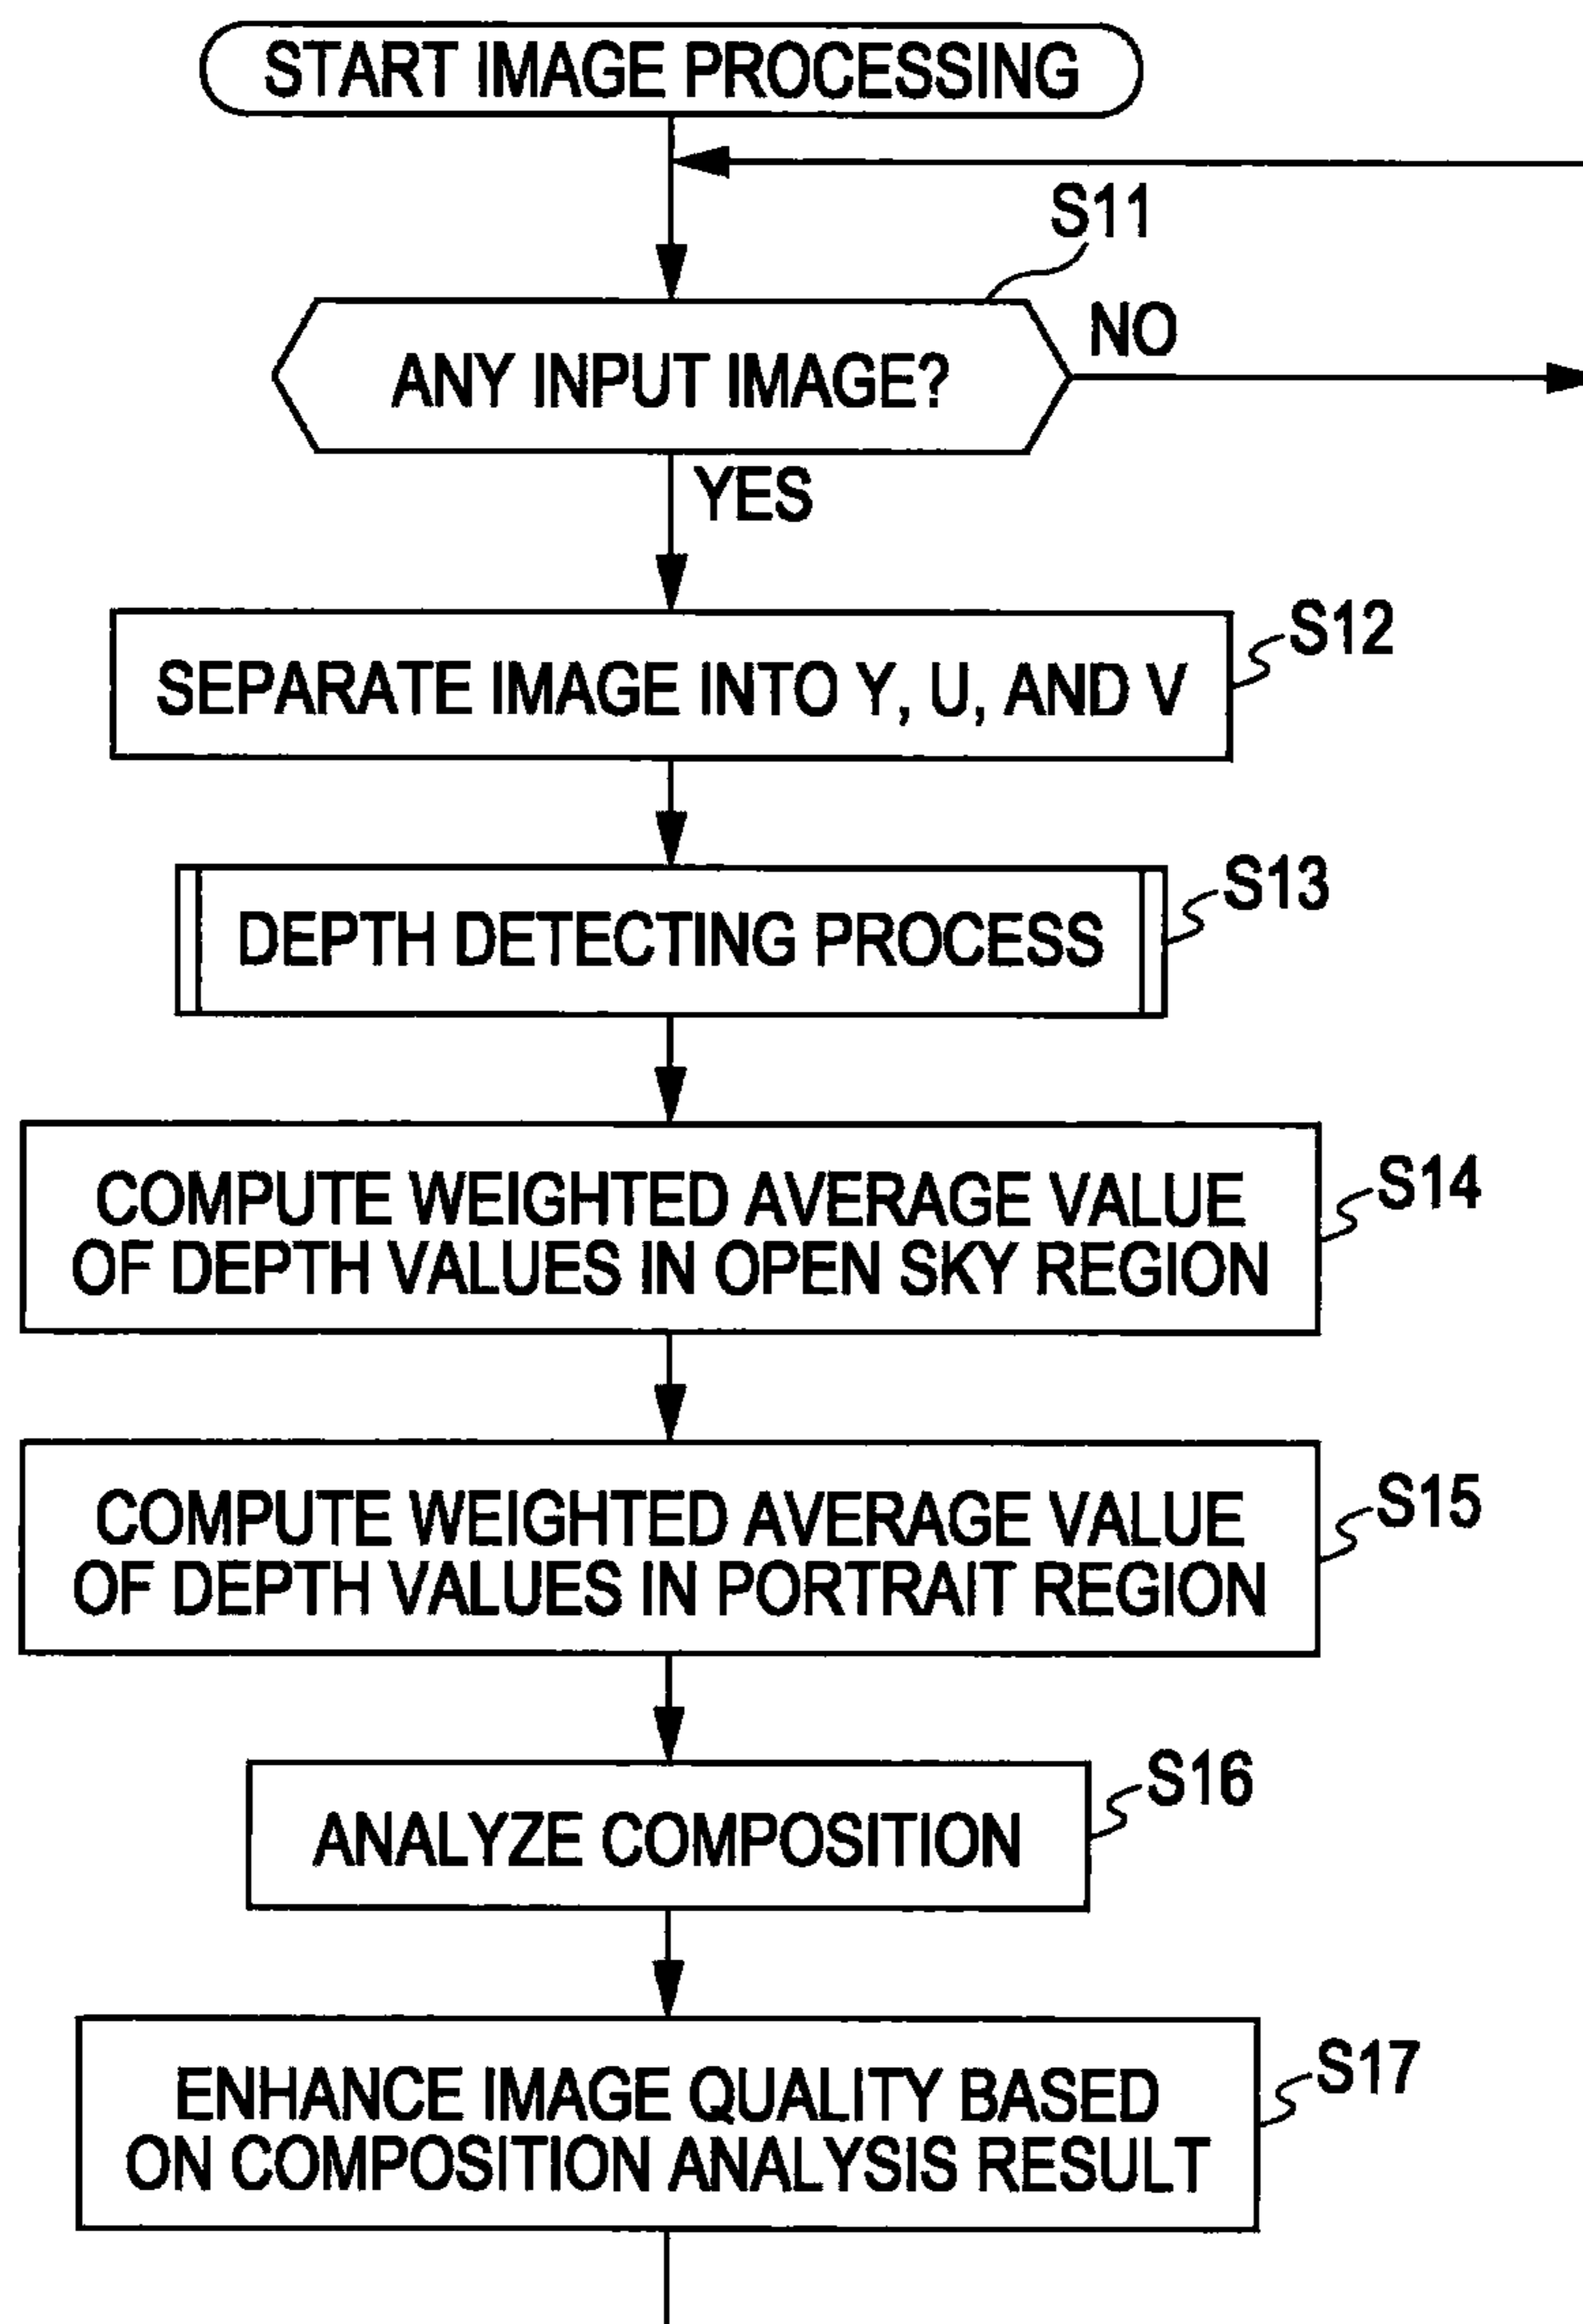 START IMAGE PROCESSING
S11
ANY INPUT IMAGE?
NO
YES
S12
SEPARATE IMAGE INTO Y, U, AND V
S13
DEPTH DETECTING PROCESS
S14
COMPUTE WEIGHTED AVERAGE VALUE
OF DEPTH VALUES IN OPEN SKY REGION
S15
COMPUTE WEIGHTED AVERAGE VALUE
OF DEPTH VALUES IN PORTRAIT REGION
S16
ANALYZE COMPOSITION
S17
ENHANCE IMAGE QUALITY BASED
ON COMPOSITION ANALYSIS RESULT